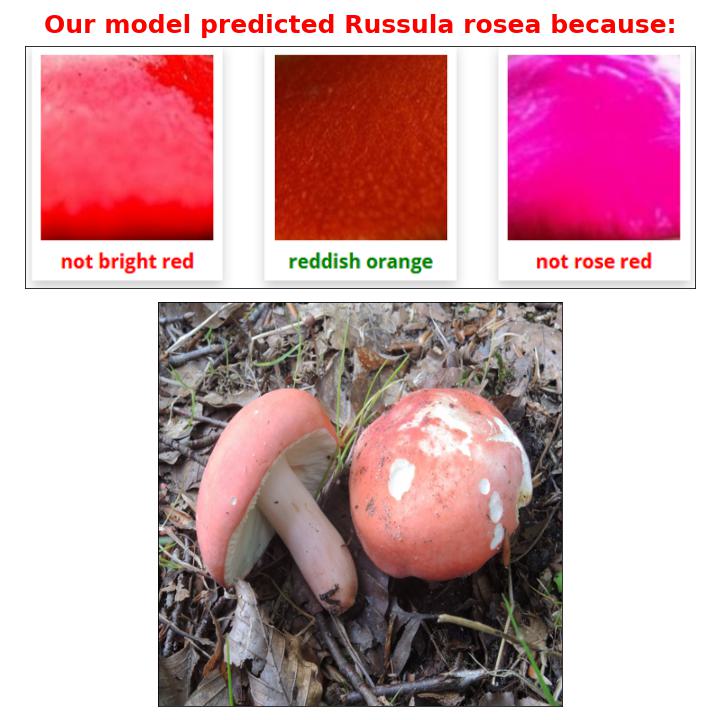 Our model predicted Russula rosea because:
not bright red
reddish orange
not rose red